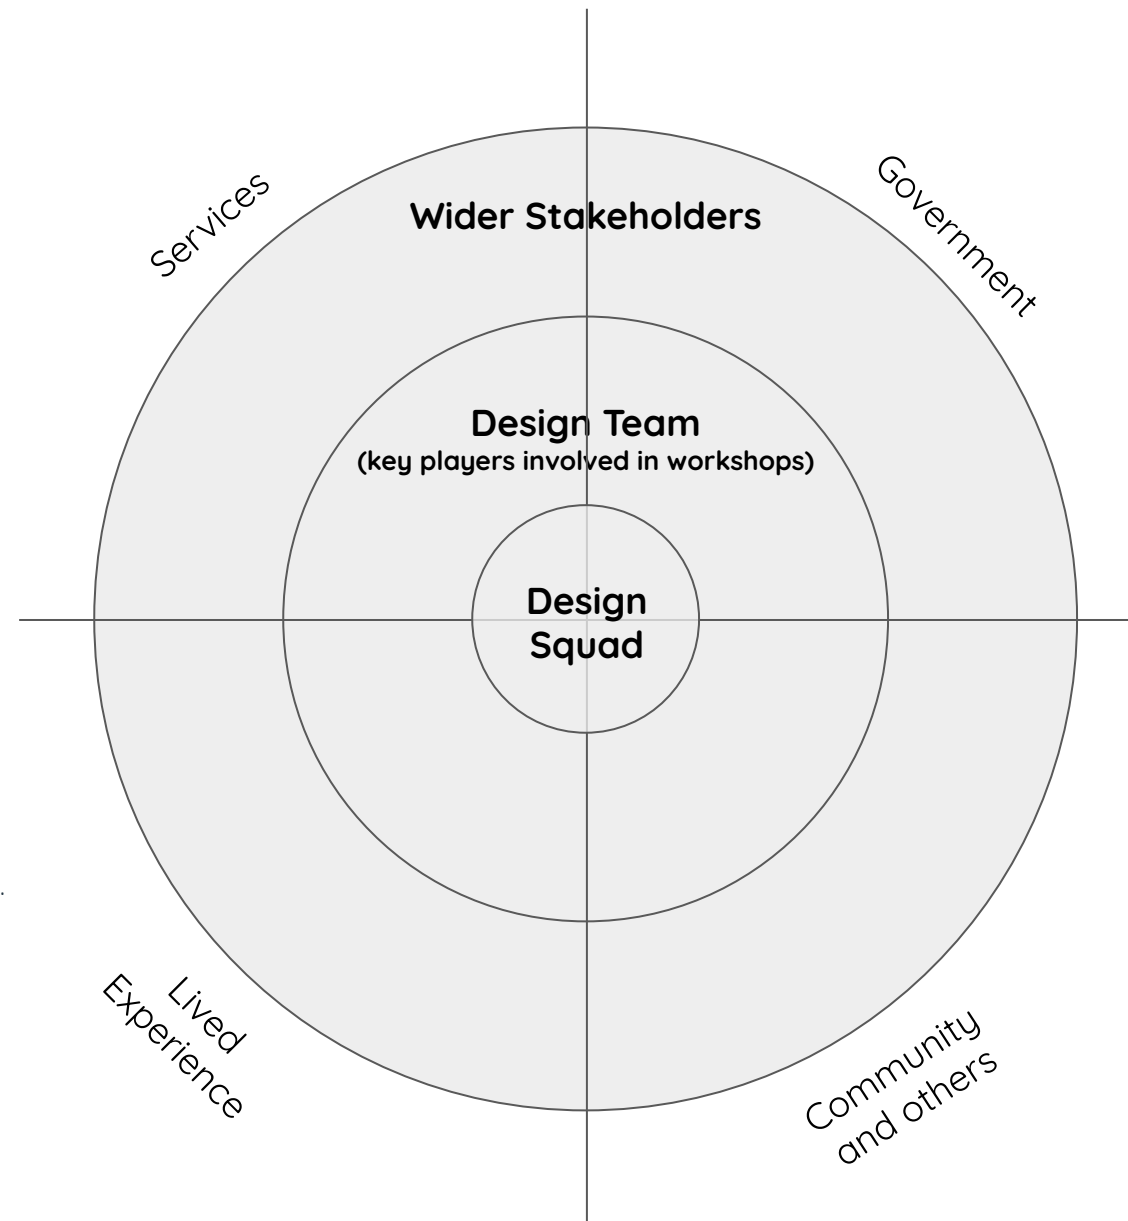 Services
Government
Wider Stakeholders
Design Team
(key players involved in workshops)
Design
Squad
Lived
Experience
Community
and others